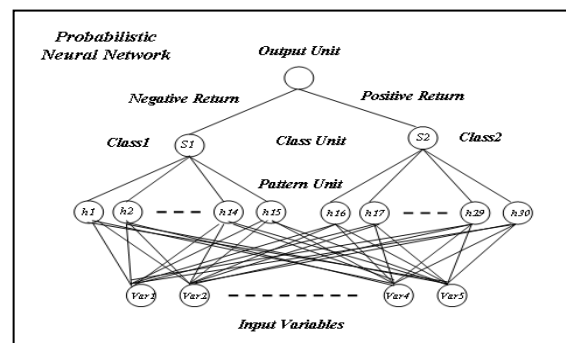 Probabilistic
Neural Network
Output Unit
Negative Return
Positive Return
Class1
S1
Class Unit
S2
Class2
Pattern Unit
h1 h2 h14 h15 h16 h17 h29 h30
Var1 Var2 Var4 Var5
Input Variables